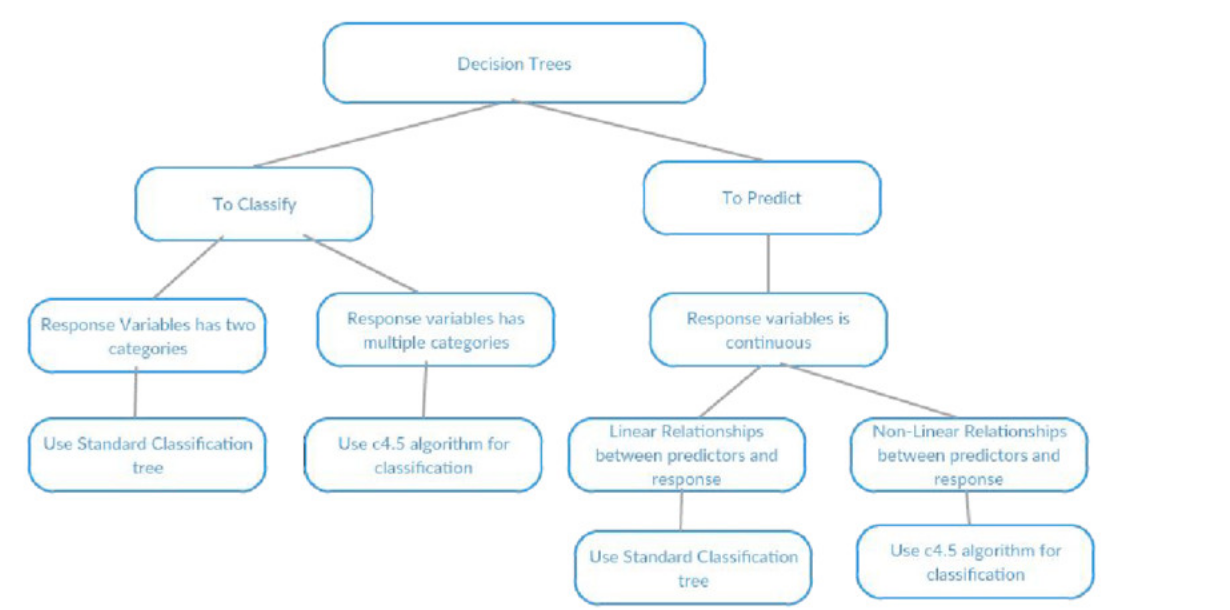 Decision Trees
To Classify
To Predict
Response Variables has two
categories
Response variables has
multiple categories
Response variables is
continuous
Use Standard Classification
tree
Use c4.5 algorithm for
classification
Linear Relationships
between predictors and
response
Non-Linear Relationships
between predictors and
response
Use Standard Classification
tree
Use c4.5 algorithm for
classification